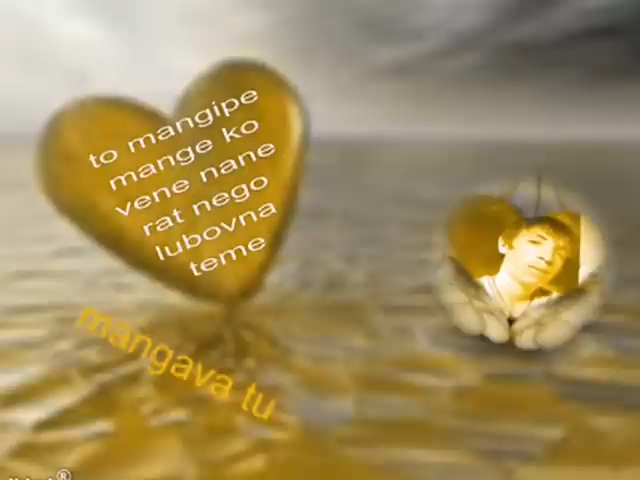 to mangipe
mange ko
vene nane
rat nego
lubovna
teme
mangava tu